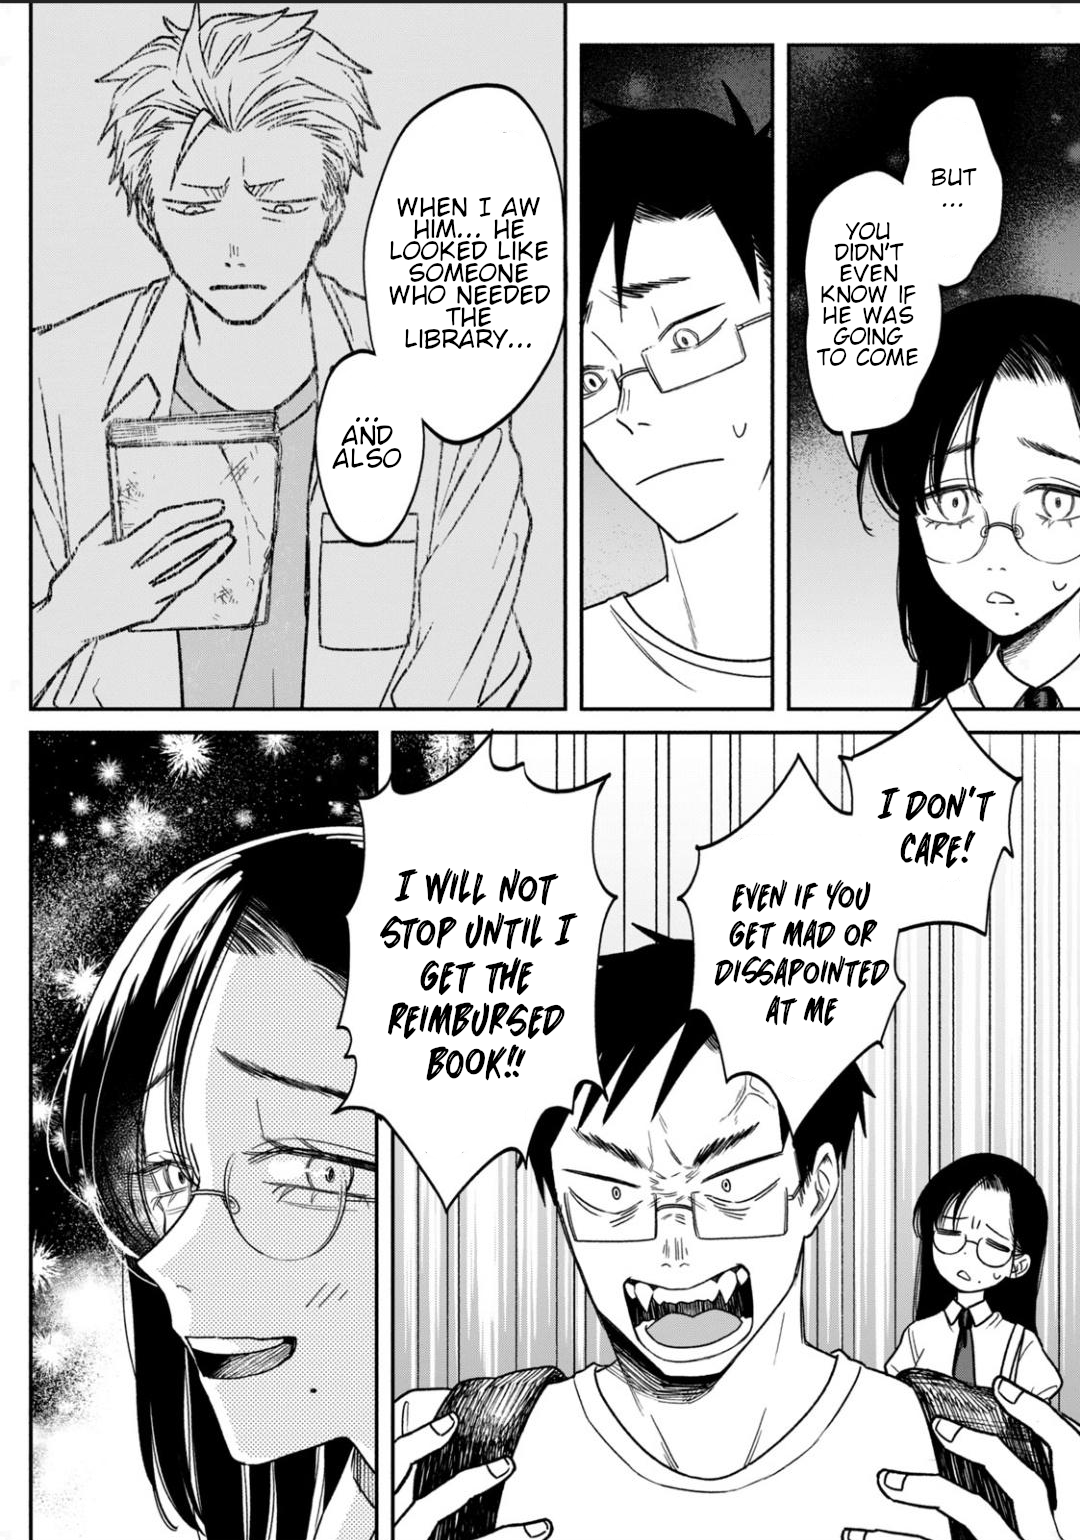 BUT
...
YOU
DIDN'T
EVEN
KNOW IF
HE WAS
GOING
TO COME
WHEN I AW
HIM... HE
LOOKED LIKE
SOMEONE
WHO NEEDED
THE
LIBRARY...
...
AND
ALSO
I DON'T
CARE!
EVEN IF YOU
GET MAD OR
DISSAPOINTED
AT ME
I WILL NOT
STOP UNTIL I
GET THE
REIMBURSED
BOOK!!